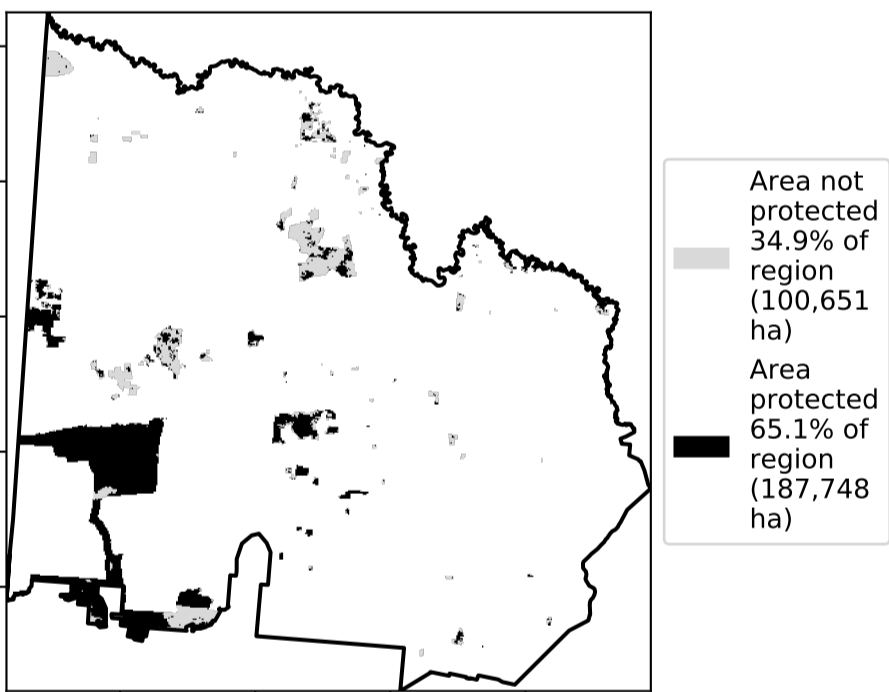 Area not
protected
34.9% of
region
(100,651
ha)
Area
protected
65.1% of
region
(187,748
ha)